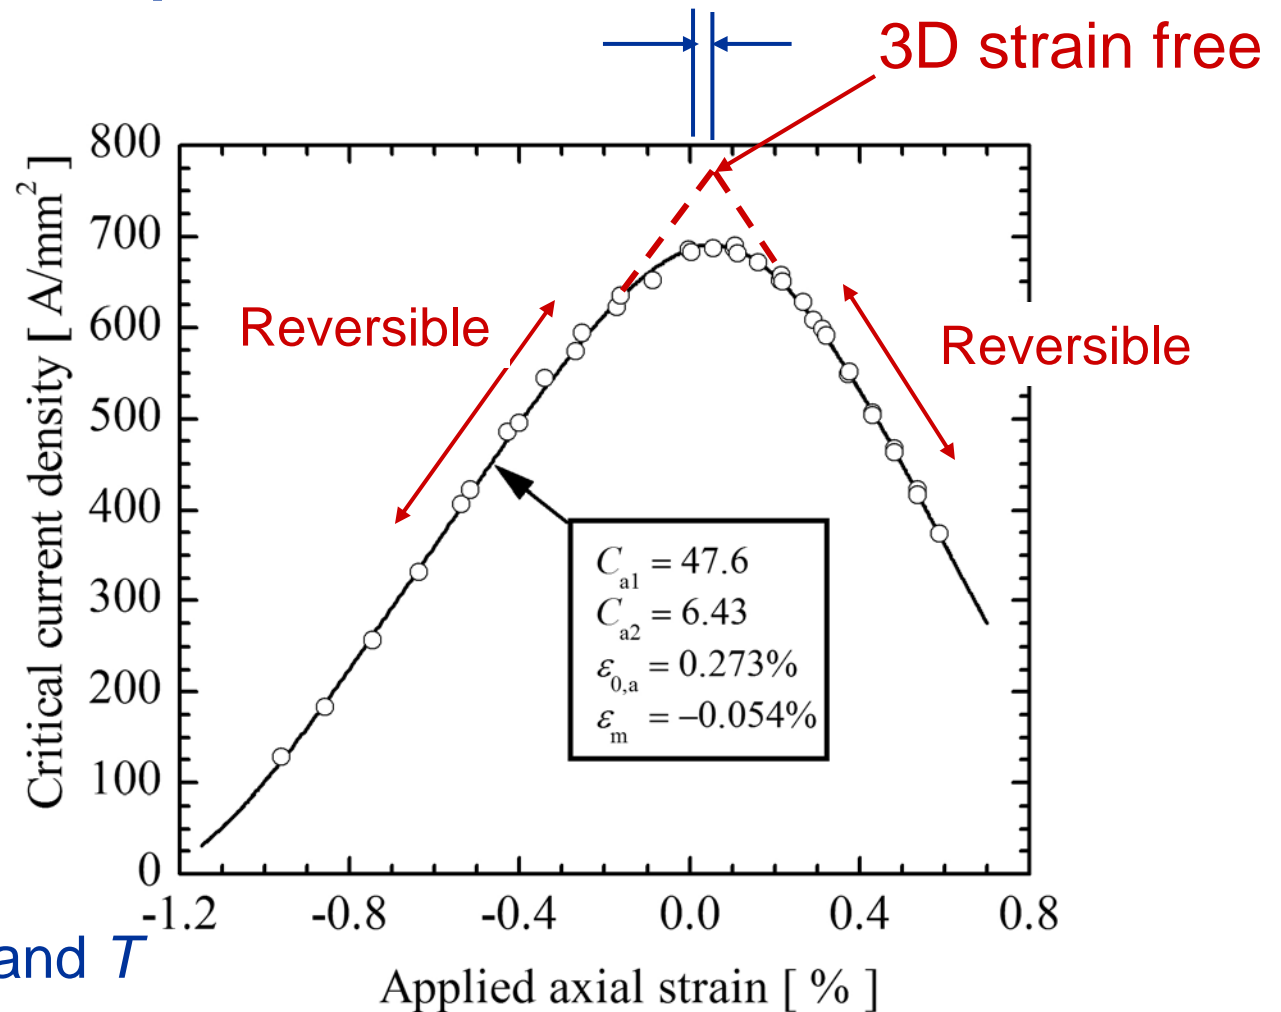 3D strain free
800
700
600
500
400
300
200
100
0
Critical current density [ A/mm² ]
Reversible
Reversible
Cₐ₁ = 47.6
Cₐ₂ = 6.43
ε₀,ₐ = 0.273%
εₘ = −0.054%
-1.2 -0.8 -0.4 0.0 0.4 0.8
and T
Applied axial strain [ % ]